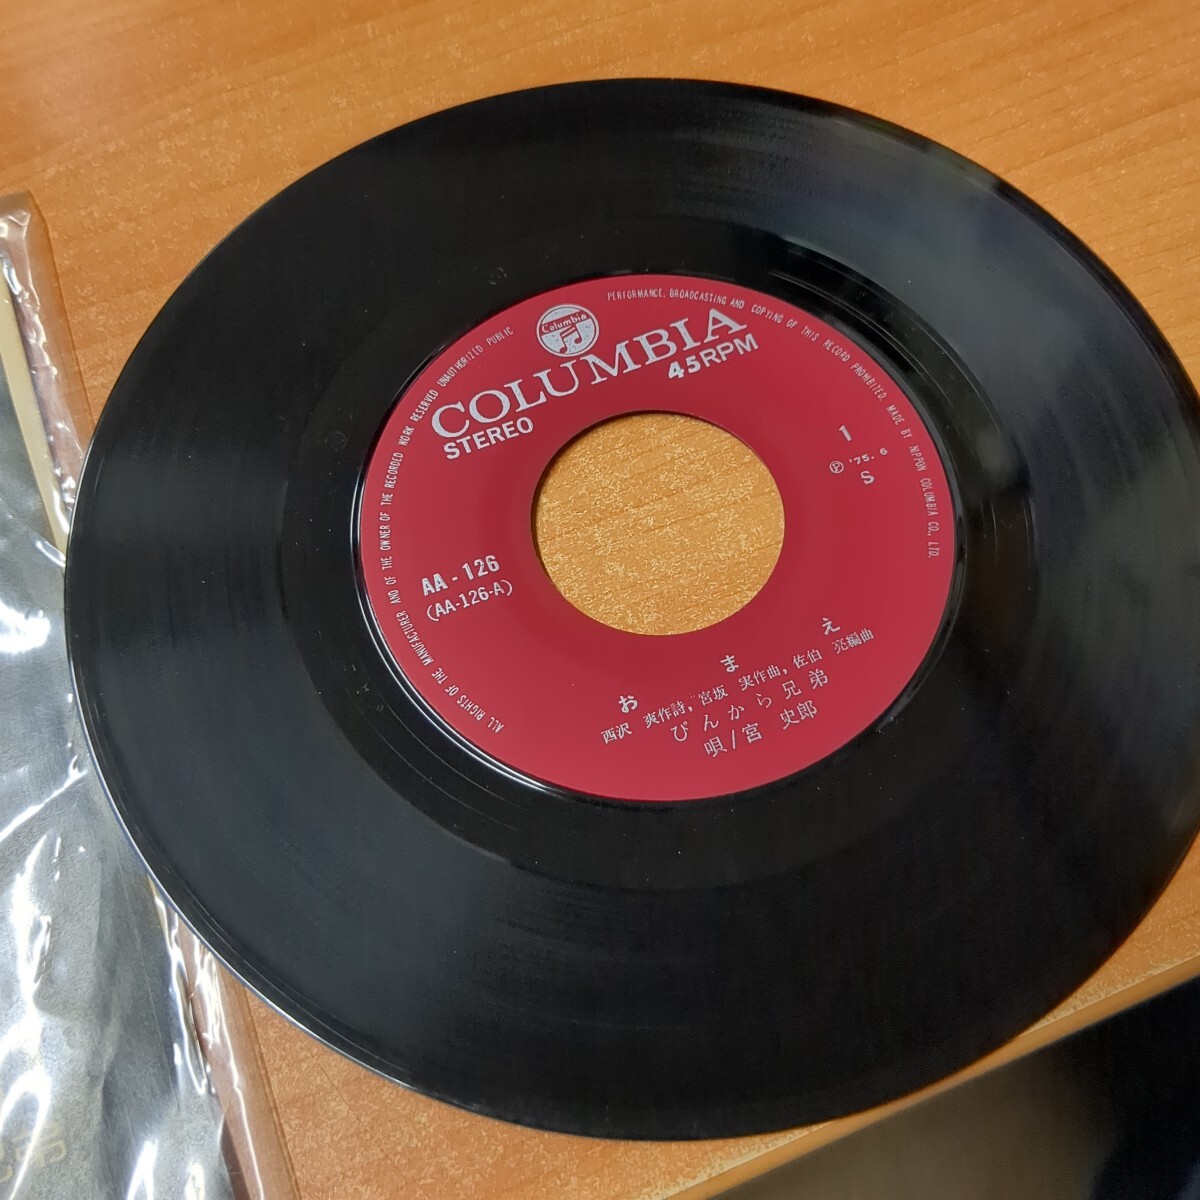 Columbia
COLUMBIA
STEREO 45RPM
1
Ⓟ '75. 6
S
AA - 126
(AA-126-A)
おまえ
西沢 爽作詩, 宮坂 実作曲, 佐伯 亮編曲
ぴんから兄弟
唄/宮 史郎
ALL RIGHTS OF THE MANUFACTURER AND OF THE OWNER OF THE RECORDED WORK RESERVED UNAUTHORIZED PUBLIC PERFORMANCE, BROADCASTING AND COPYING OF THIS RECORD PROHIBITED. MADE BY NIPPON COLUMBIA CO., LTD.